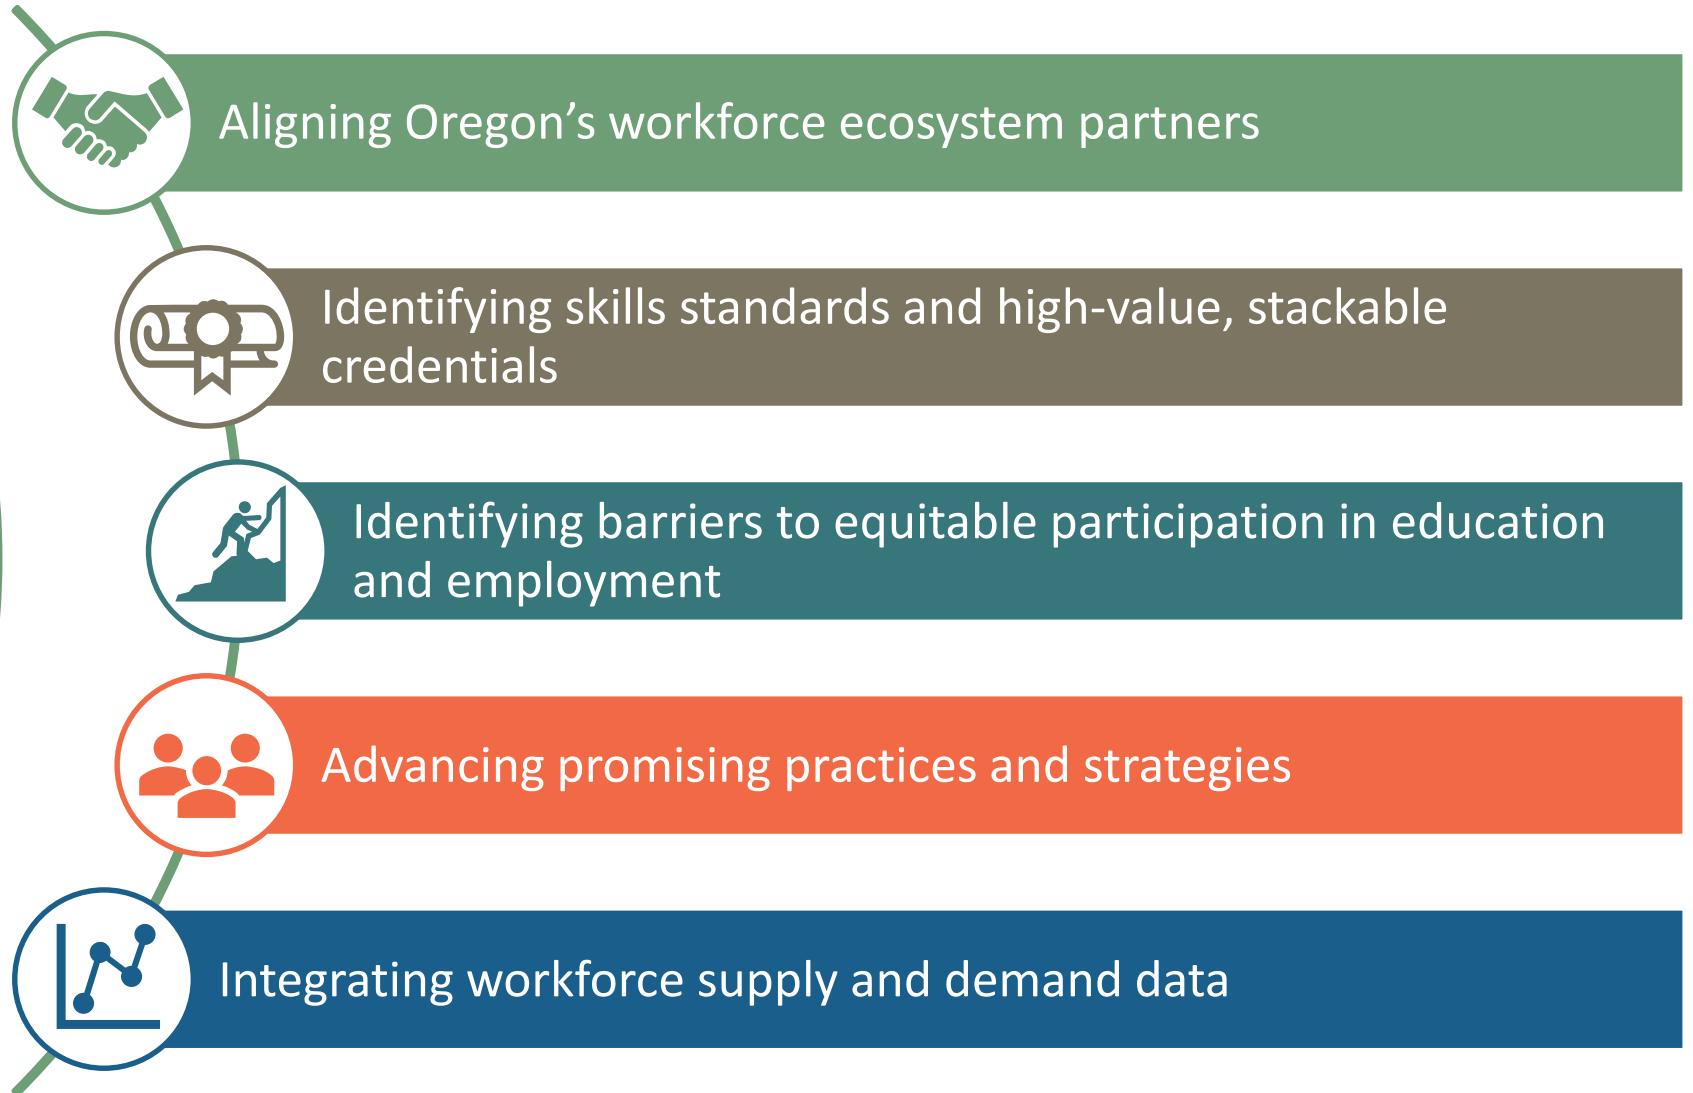 Aligning Oregon’s workforce ecosystem partners
Identifying skills standards and high-value, stackable
credentials
Identifying barriers to equitable participation in education
and employment
Advancing promising practices and strategies
Integrating workforce supply and demand data